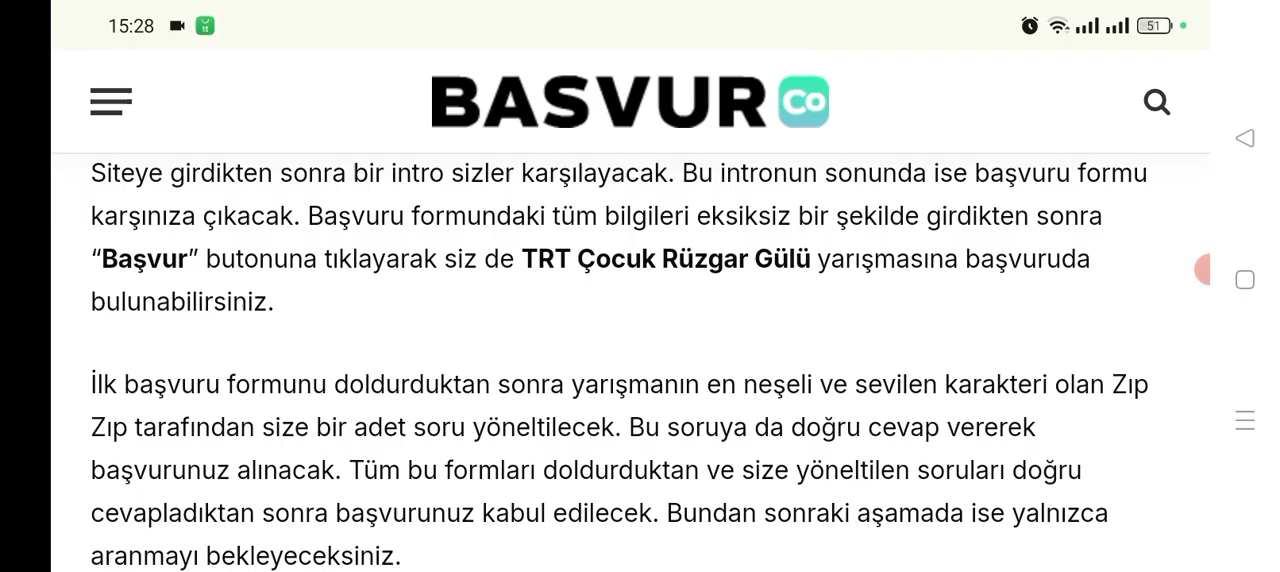 15:28
51
BASVUR Co
Siteye girdikten sonra bir intro sizler karşılayacak. Bu intronun sonunda ise başvuru formu
karşınıza çıkacak. Başvuru formundaki tüm bilgileri eksiksiz bir şekilde girdikten sonra
“Başvur” butonuna tıklayarak siz de TRT Çocuk Rüzgar Gülü yarışmasına başvuruda
bulunabilirsiniz.
İlk başvuru formunu doldurduktan sonra yarışmanın en neşeli ve sevilen karakteri olan Zıp
Zıp tarafından size bir adet soru yöneltilecek. Bu soruya da doğru cevap vererek
başvurunuz alınacak. Tüm bu formları doldurduktan ve size yöneltilen soruları doğru
cevapladıktan sonra başvurunuz kabul edilecek. Bundan sonraki aşamada ise yalnızca
aranmayı bekleyeceksiniz.